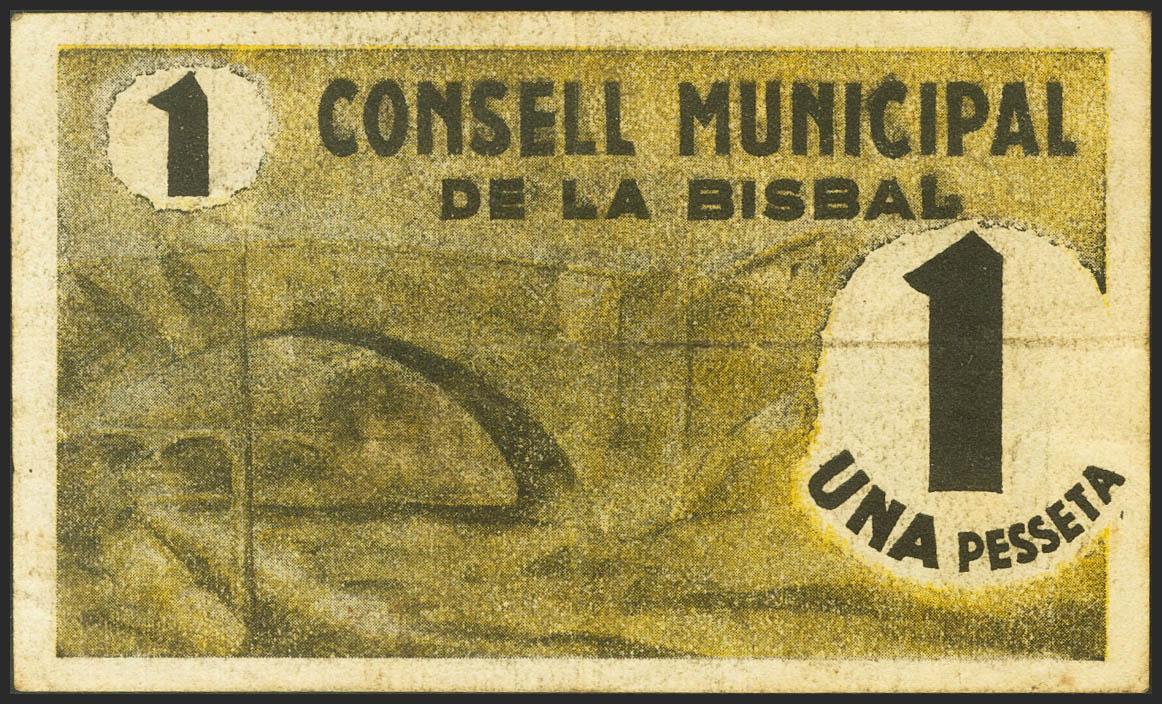 1
CONSELL MUNICIPAL
DE LA BISBAL
1
UNA PESSETA